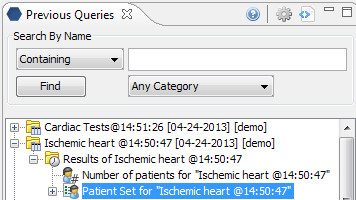 Previous Queries
Search By Name
Containing
Find Any Category
Cardiac Tests@14:51:26 [04-24-2013] [demo]
Ischemic heart @14:50:47 [04-24-2013] [demo]
Results of Ischemic heart @14:50:47
Number of patients for "Ischemic heart @14:50:47"
Patient Set for "Ischemic heart @14:50:47"